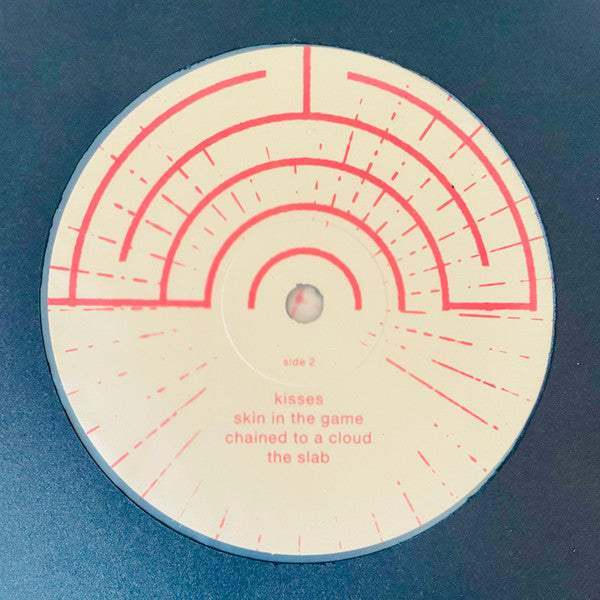 side 2
kisses
skin in the game
chained to a cloud
the slab